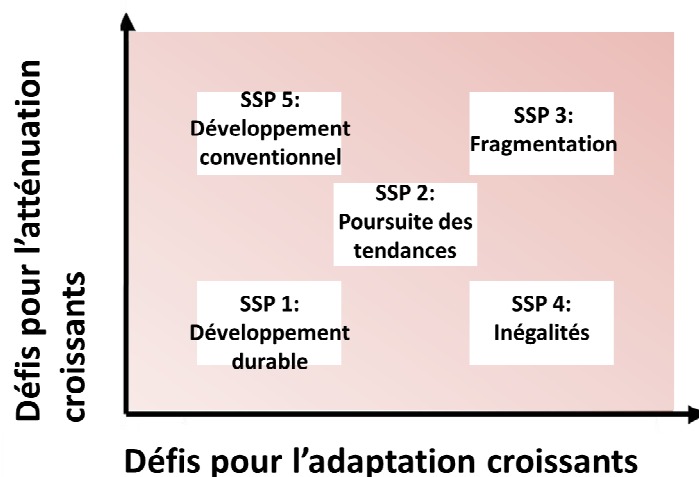 Défis pour l’atténuation
croissants
SSP 5:
Développement
conventionnel
SSP 3:
Fragmentation
SSP 2:
Poursuite des
tendances
SSP 1:
Développement
durable
SSP 4:
Inégalités
Défis pour l’adaptation croissants